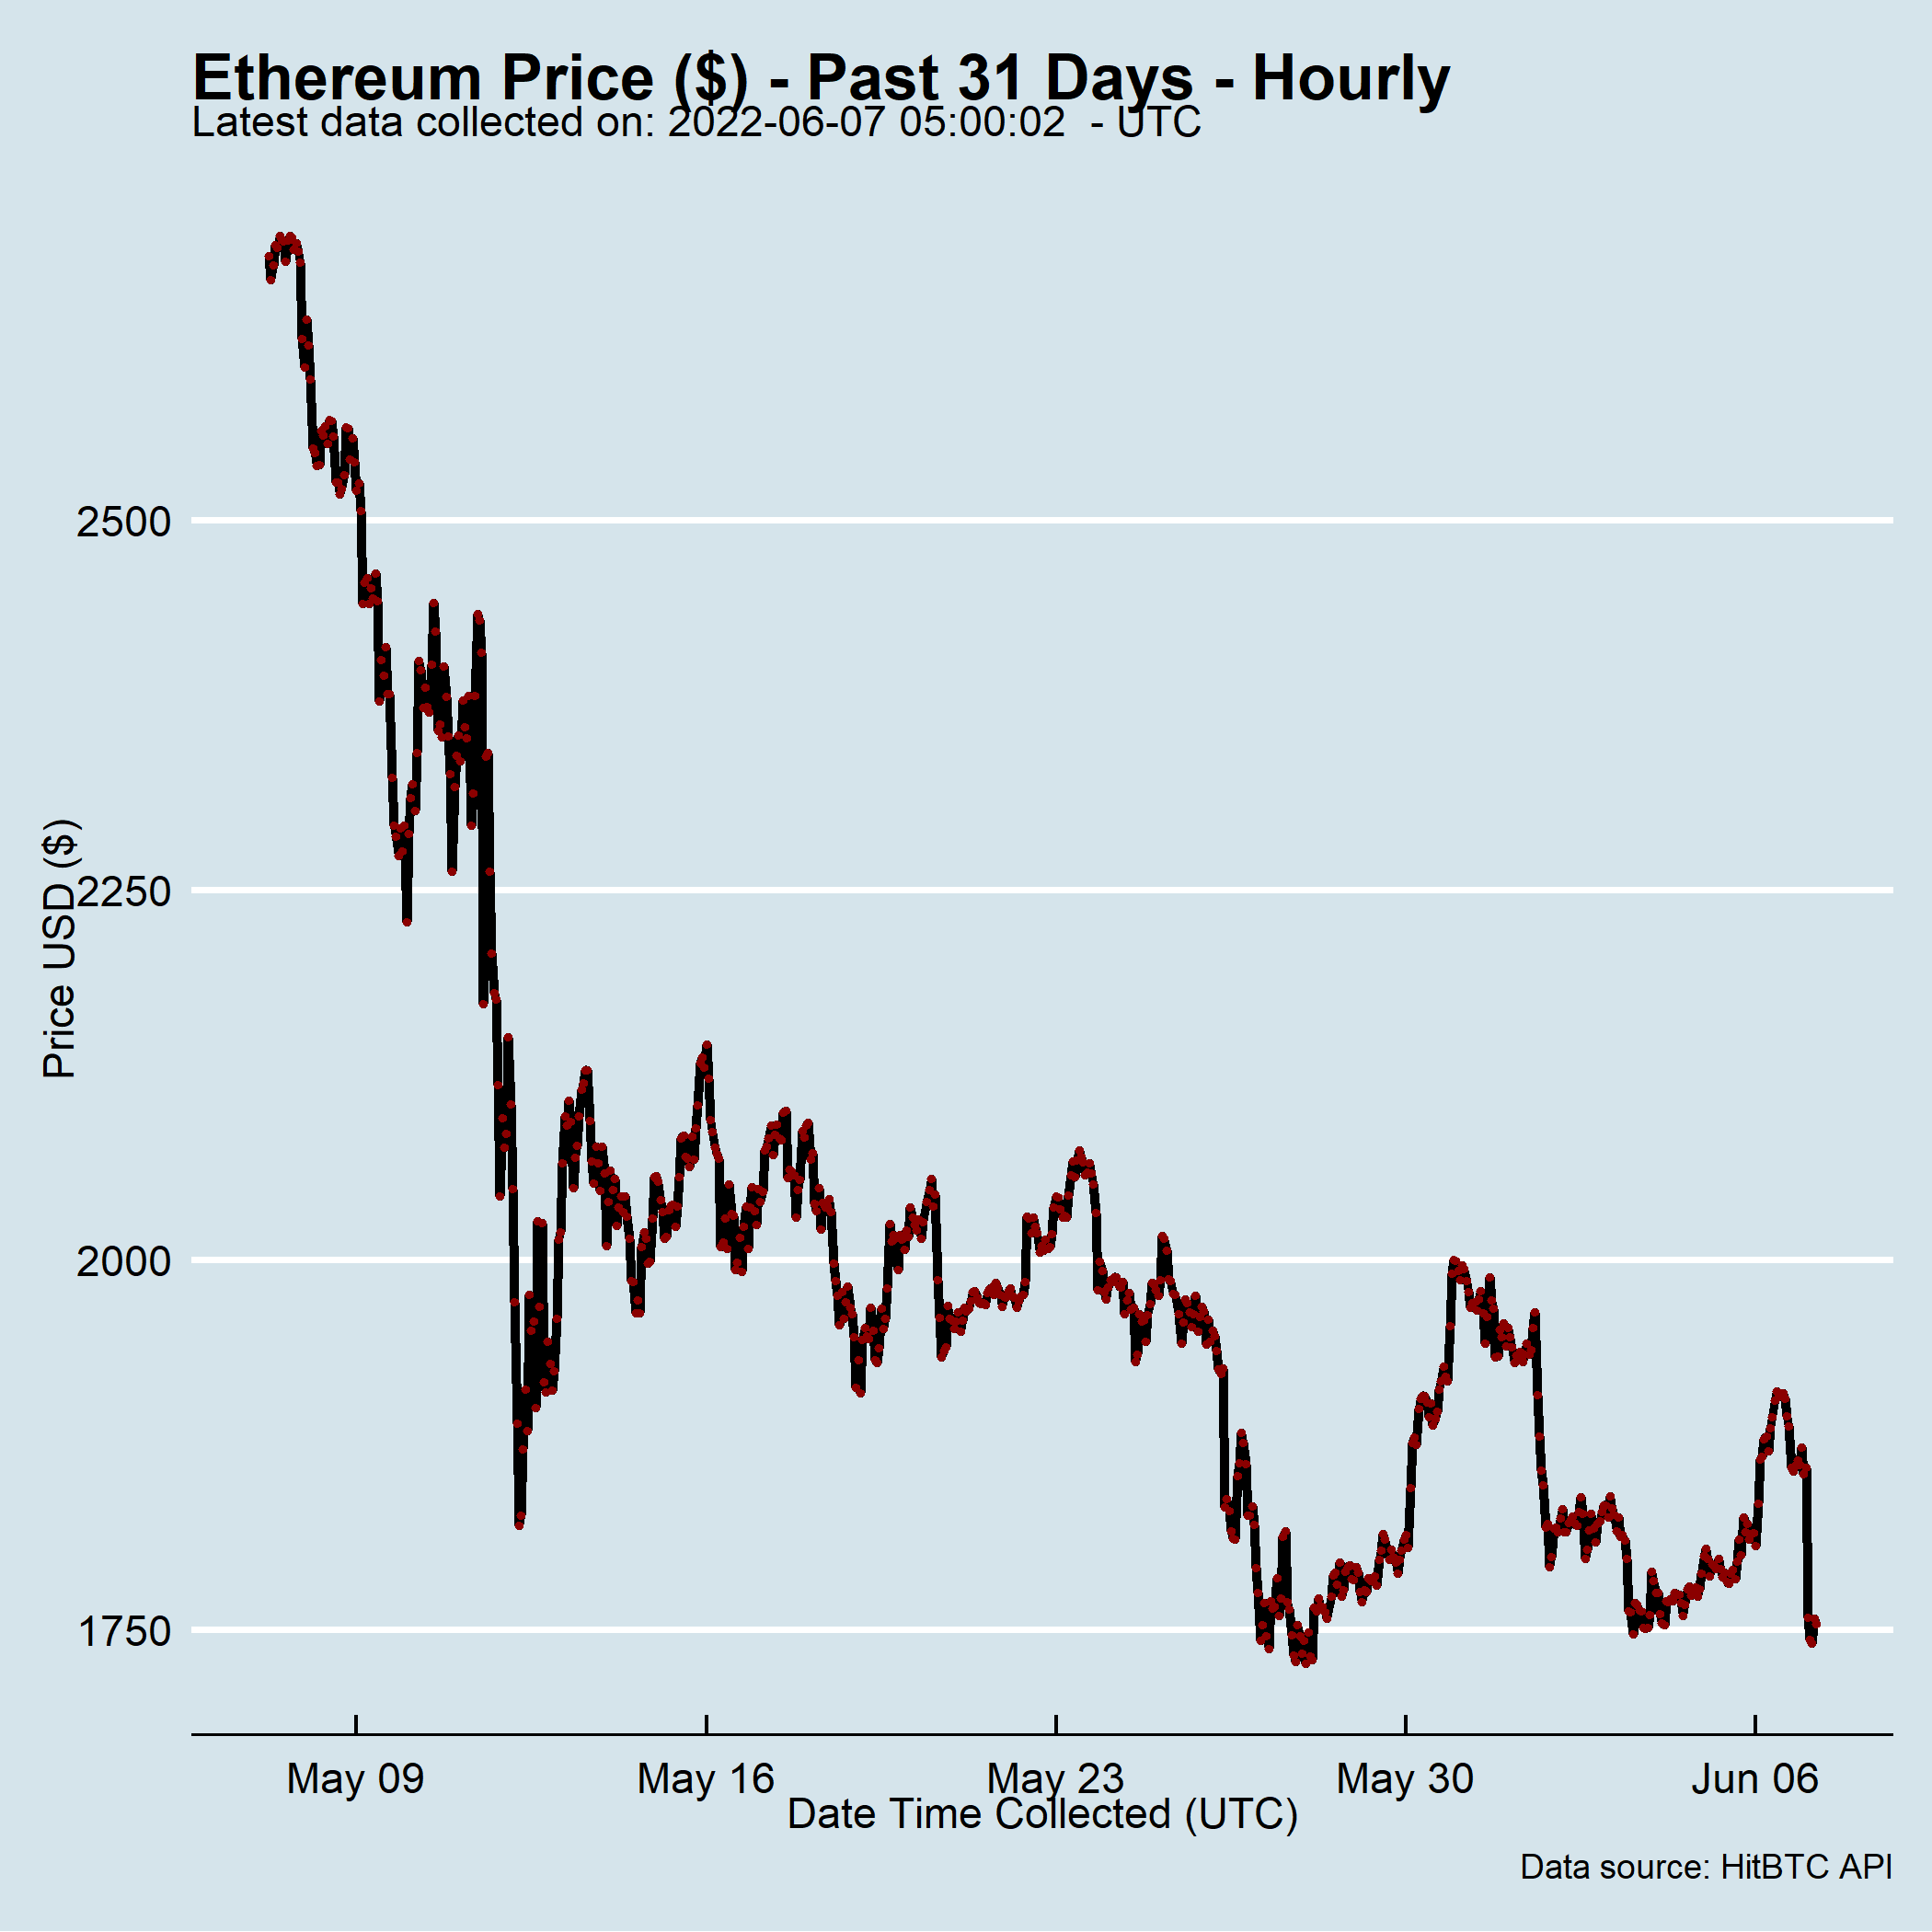 Ethereum Price ($) - Past 31 Days - Hourly
Latest data collected on: 2022-06-07 05:00:02  - UTC
Price USD ($)
2500
2250
2000
1750
May 09
May 16
May 23
May 30
Jun 06
Date Time Collected (UTC)
Data source: HitBTC API